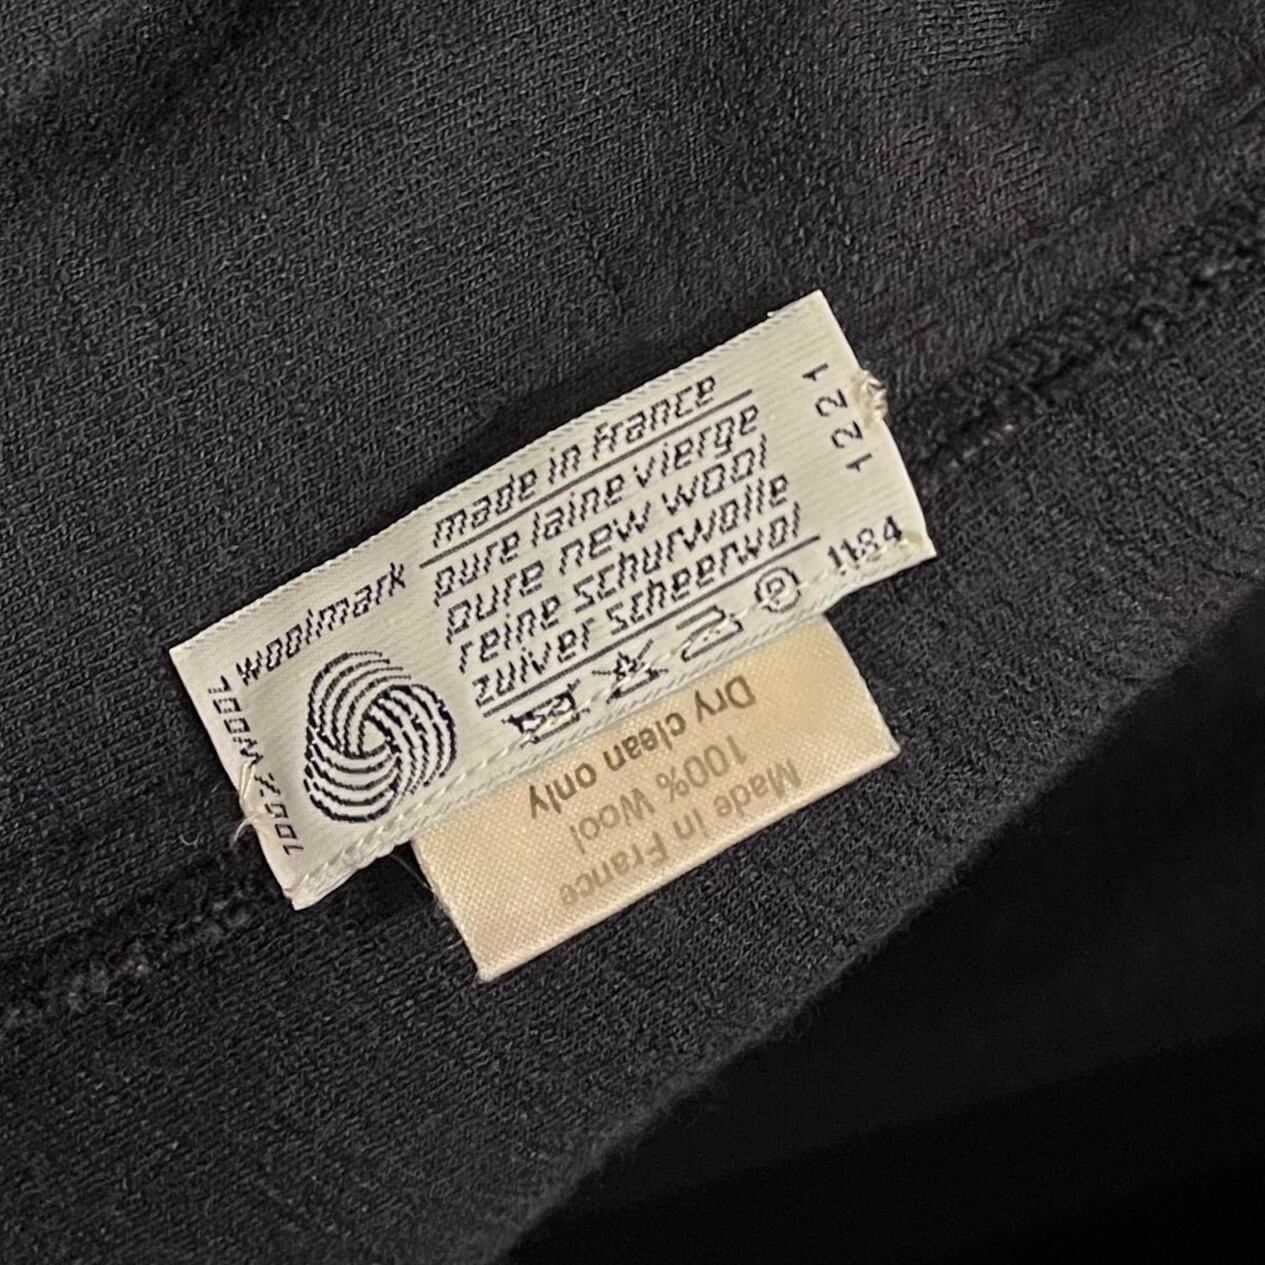 woolmark
made in france
pure laine vierge
pure new wool
reine schurwolle
zuiver scheerwol
100% WOOL
1221
1184
Dry clean only
100% Wool
Made in France